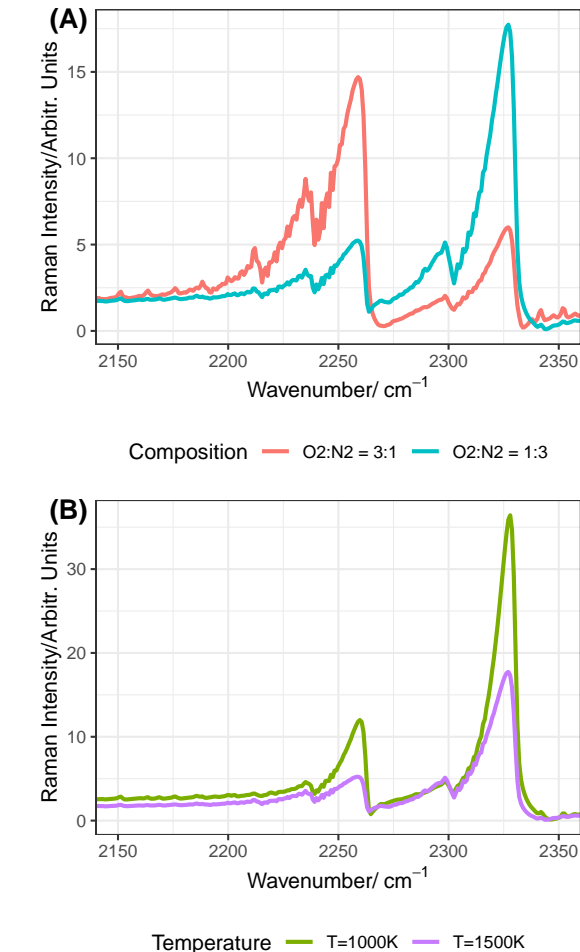 (A)
Raman Intensity/Arbitr. Units
15
10
5
0
2150 2200 2250 2300 2350
Wavenumber/ cm⁻¹
Composition O2:N2 = 3:1 O2:N2 = 1:3
(B)
Raman Intensity/Arbitr. Units
30
20
10
0
2150 2200 2250 2300 2350
Wavenumber/ cm⁻¹
Temperature T=1000K T=1500K